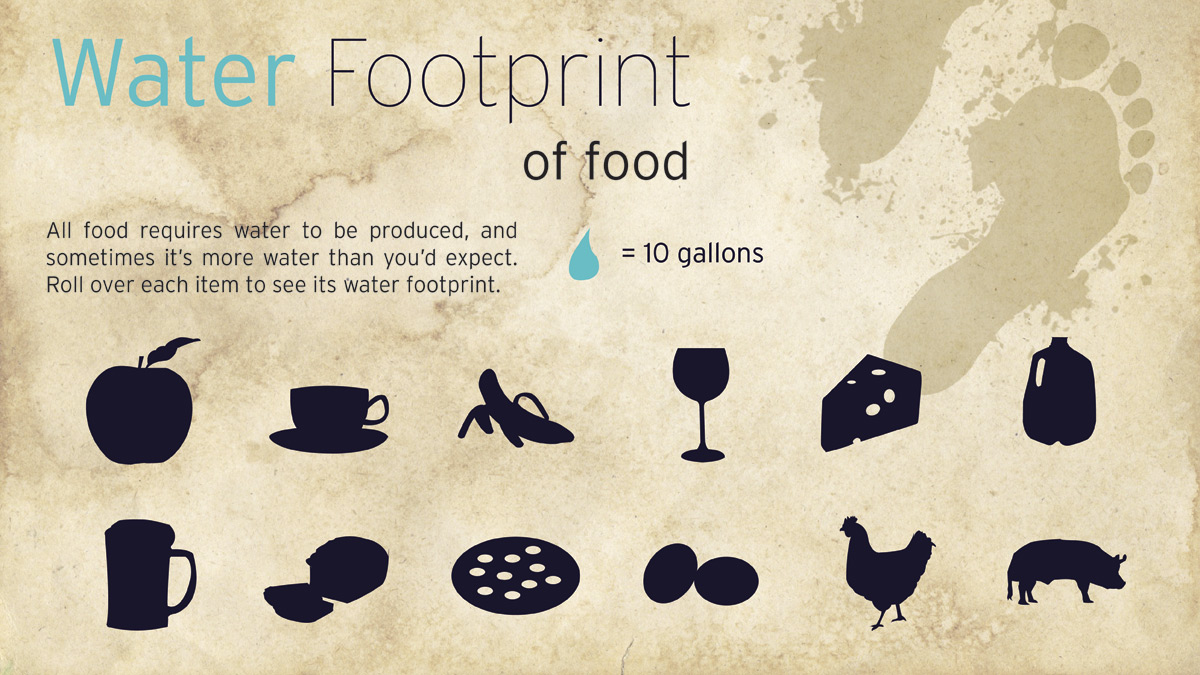 Water Footprint
of food
All food requires water to be produced, and
sometimes it's more water than you'd expect.
Roll over each item to see its water footprint.
= 10 gallons